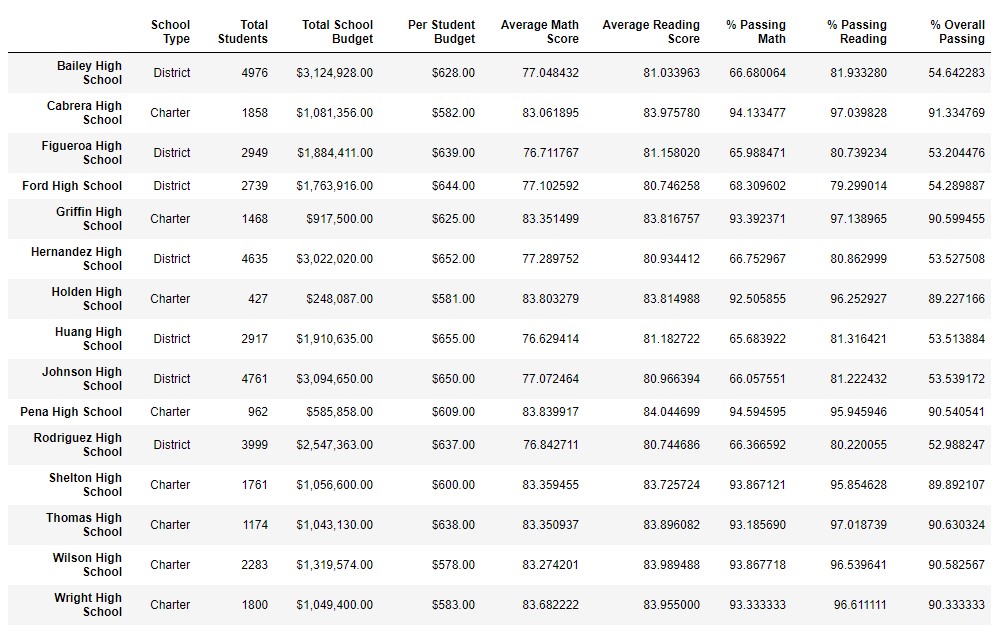 School Type Total Students Total School Budget Per Student Budget Average Math Score Average Reading Score % Passing Math % Passing Reading % Overall Passing
Bailey High School District 4976 $3,124,928.00 $628.00 77.048432 81.033963 66.680064 81.933280 54.642283
Cabrera High School Charter 1858 $1,081,356.00 $582.00 83.061895 83.975780 94.133477 97.039828 91.334769
Figueroa High School District 2949 $1,884,411.00 $639.00 76.711767 81.158020 65.988471 80.739234 53.204476
Ford High School District 2739 $1,763,916.00 $644.00 77.102592 80.746258 68.309602 79.299014 54.289887
Griffin High School Charter 1468 $917,500.00 $625.00 83.351499 83.816757 93.392371 97.138965 90.599455
Hernandez High School District 4635 $3,022,020.00 $652.00 77.289752 80.934412 66.752967 80.862999 53.527508
Holden High School Charter 427 $248,087.00 $581.00 83.803279 83.814988 92.505855 96.252927 89.227166
Huang High School District 2917 $1,910,635.00 $655.00 76.629414 81.182722 65.683922 81.316421 53.513884
Johnson High School District 4761 $3,094,650.00 $650.00 77.072464 80.966394 66.057551 81.222432 53.539172
Pena High School Charter 962 $585,858.00 $609.00 83.839917 84.044699 94.594595 95.945946 90.540541
Rodriguez High School District 3999 $2,547,363.00 $637.00 76.842711 80.744686 66.366592 80.220055 52.988247
Shelton High School Charter 1761 $1,056,600.00 $600.00 83.359455 83.725724 93.867121 95.854628 89.892107
Thomas High School Charter 1174 $1,043,130.00 $638.00 83.350937 83.896082 93.185690 97.018739 90.630324
Wilson High School Charter 2283 $1,319,574.00 $578.00 83.274201 83.989488 93.867718 96.539641 90.582567
Wright High School Charter 1800 $1,049,400.00 $583.00 83.682222 83.955000 93.333333 96.611111 90.333333